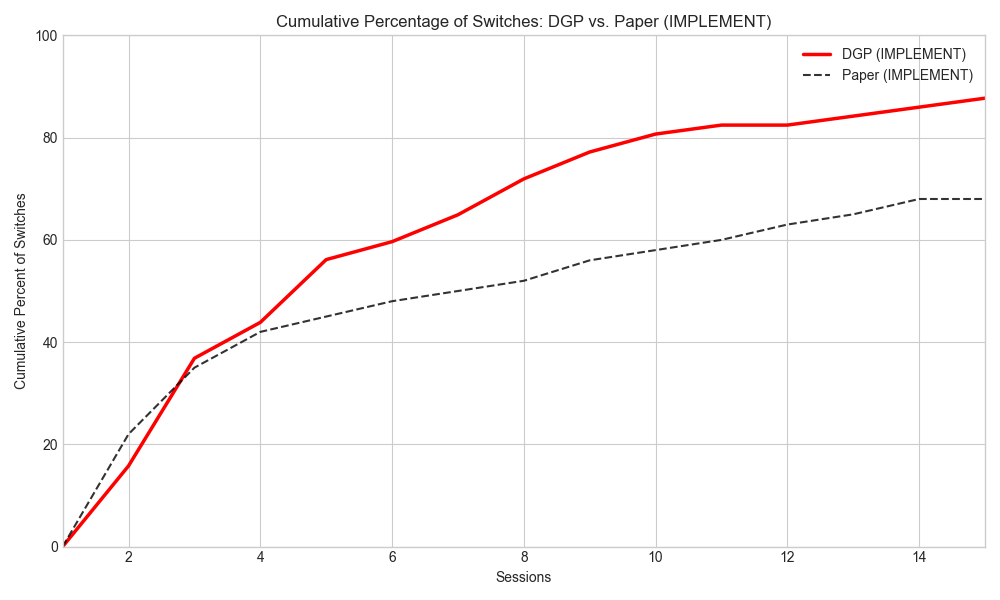 Cumulative Percentage of Switches: DGP vs. Paper (IMPLEMENT)
DGP (IMPLEMENT)
Paper (IMPLEMENT)
Cumulative Percent of Switches
100
80
60
40
20
0
2 4 6 8 10 12 14
Sessions